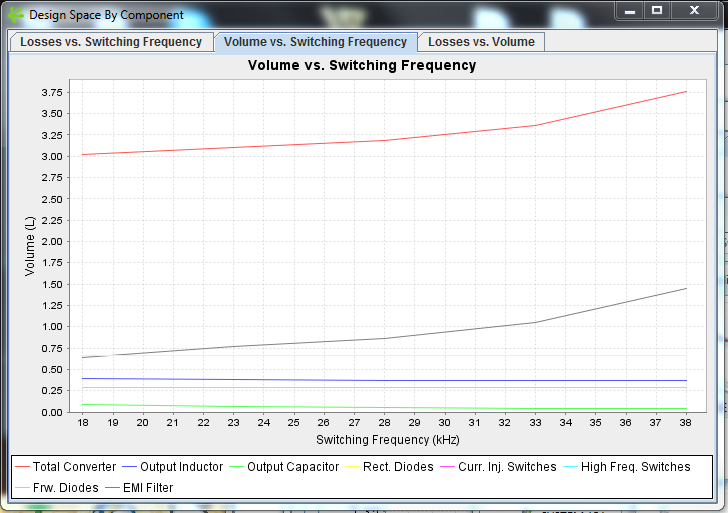 Design Space By Component
Losses vs. Switching Frequency Volume vs. Switching Frequency Losses vs. Volume
Volume vs. Switching Frequency
3.75
3.50
3.25
3.00
2.75
2.50
2.25
2.00
1.75
1.50
1.25
1.00
0.75
0.50
0.25
0.00
Volume (L)
18 19 20 21 22 23 24 25 26 27 28 29 30 31 32 33 34 35 36 37 38
Switching Frequency (kHz)
Total Converter Output Inductor Output Capacitor Rect. Diodes Curr. Inj. Switches High Freq. Switches
Frw. Diodes EMI Filter